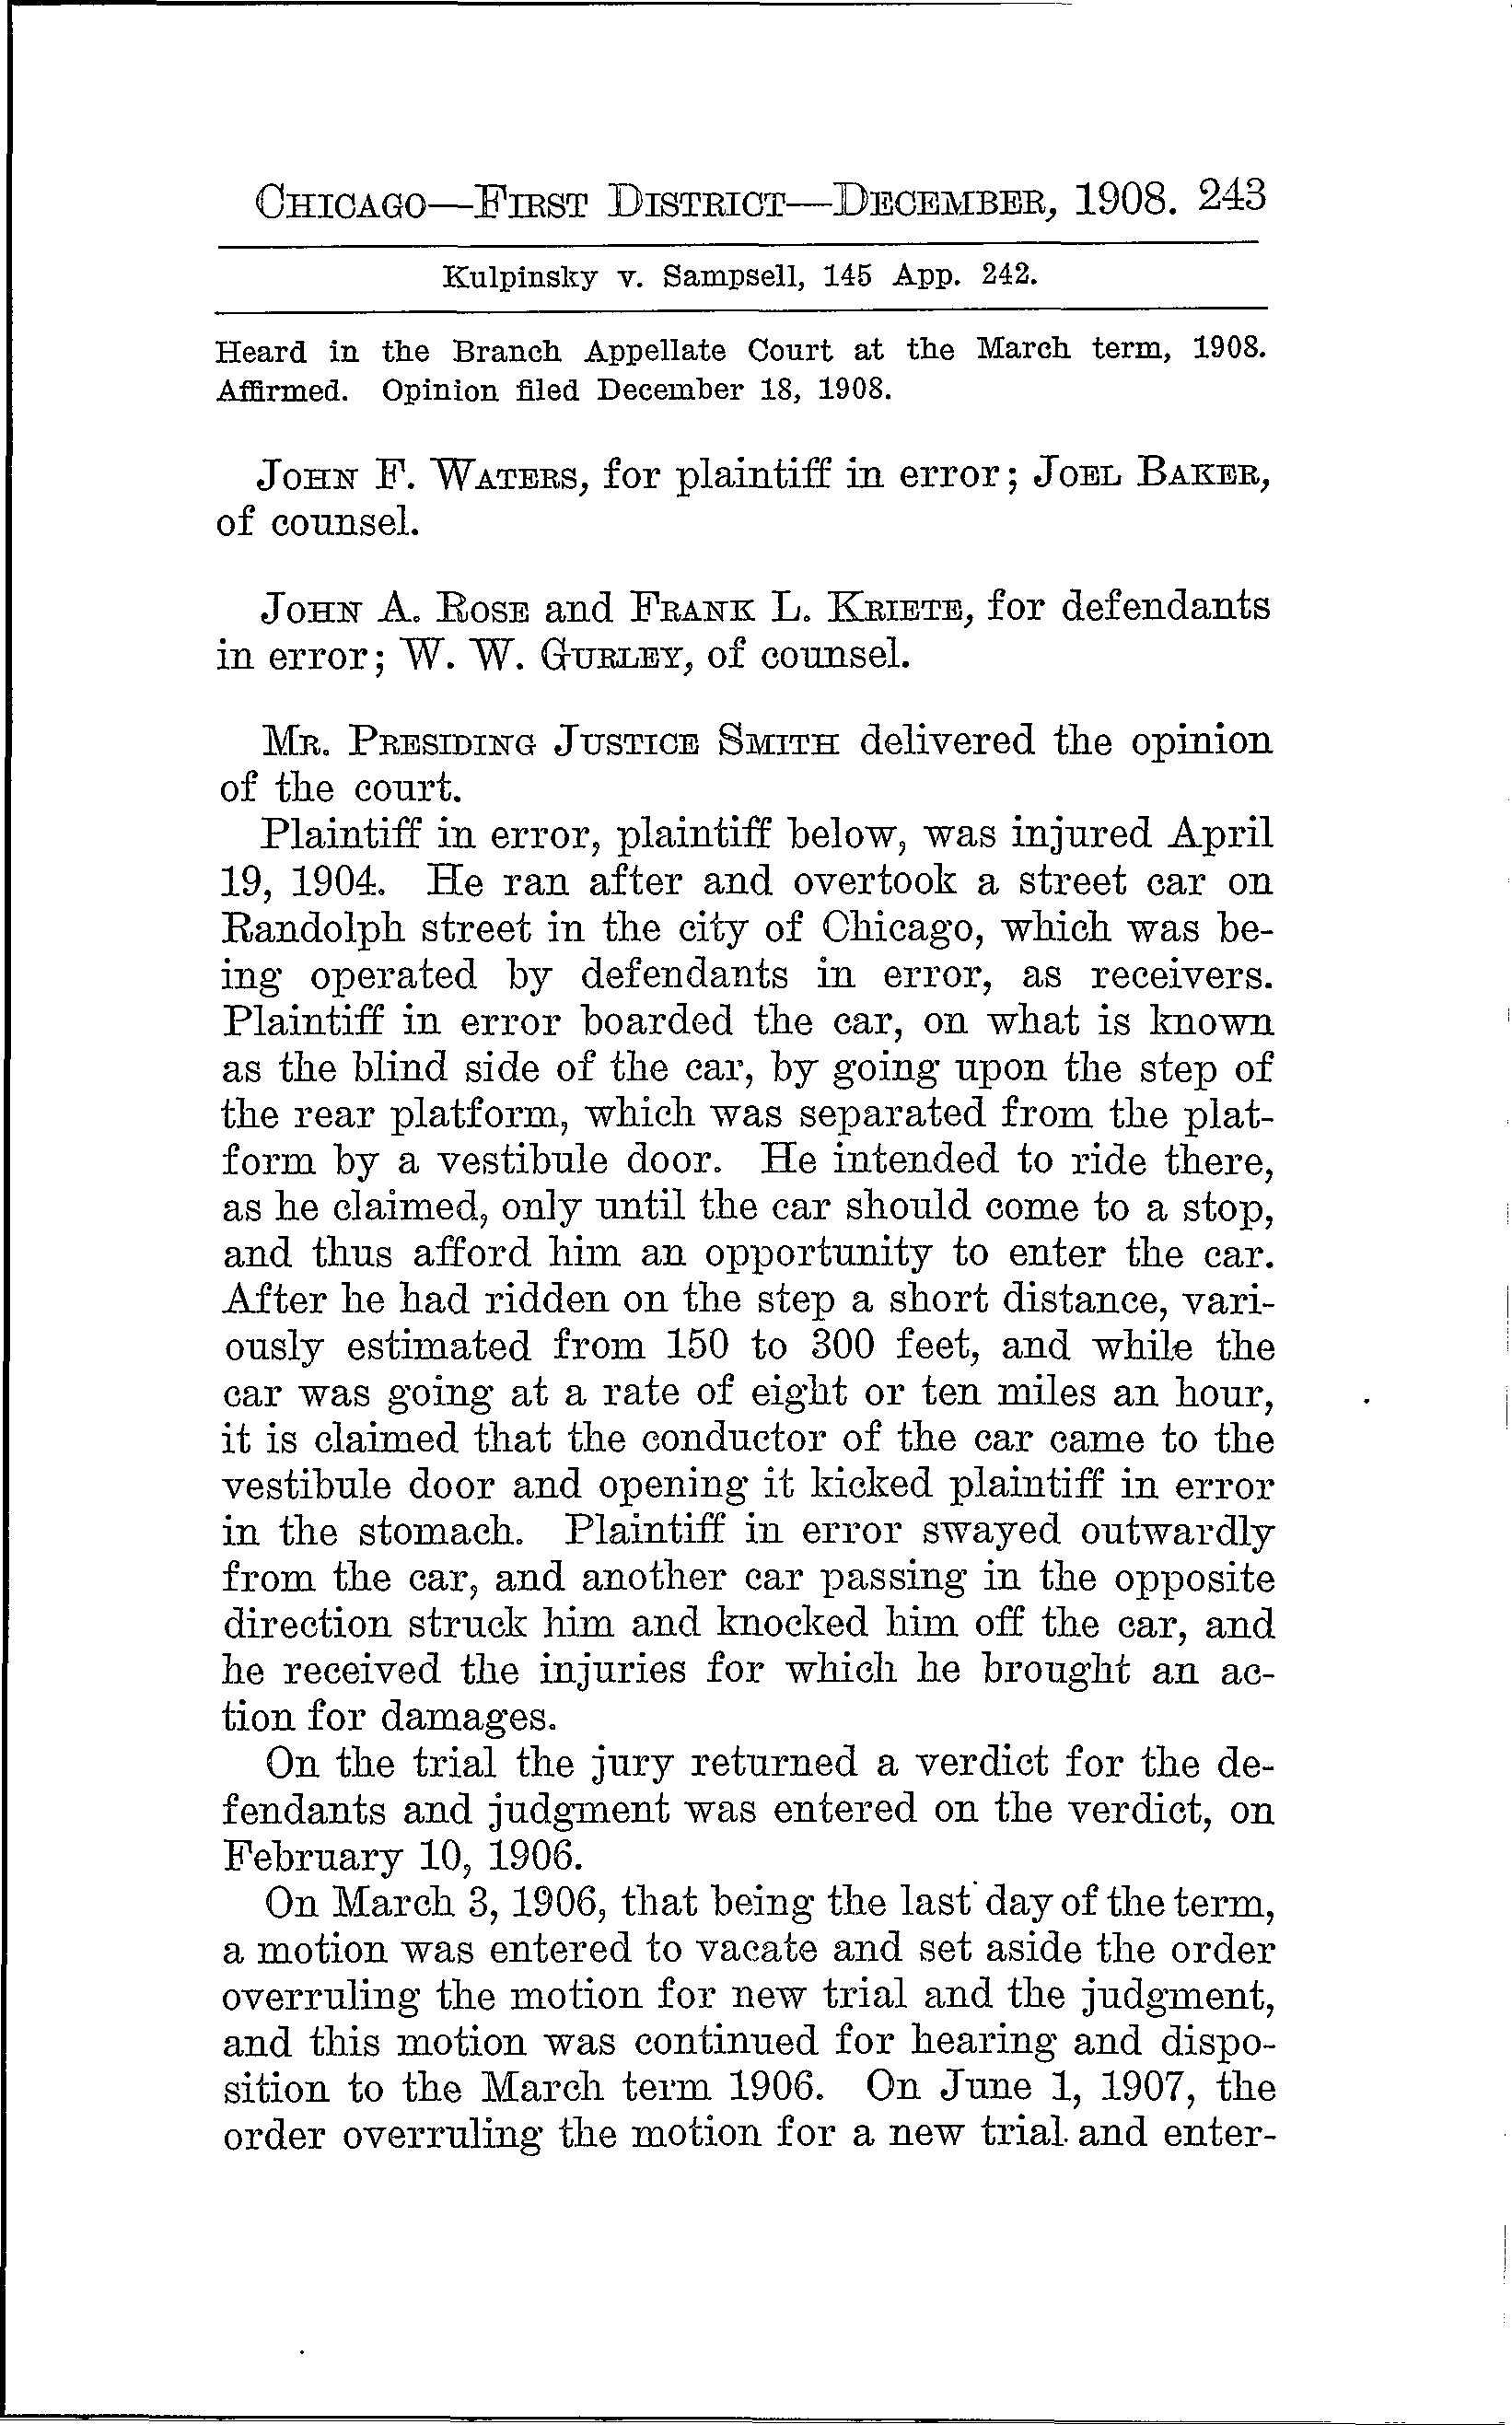 CHICAGO—FIRST DISTRICT—DECEMBER, 1908. 243
Kulpinsky v. Sampsell, 145 App. 242.
Heard in the Branch Appellate Court at the March term, 1908.
Affirmed. Opinion filed December 18, 1908.
JOHN F. WATERS, for plaintiff in error; JOEL BAKER,
of counsel.
JOHN A. ROSE and FRANK L. KRIETE, for defendants
in error; W. W. GURLEY, of counsel.
MR. PRESIDING JUSTICE SMITH delivered the opinion
of the court.
Plaintiff in error, plaintiff below, was injured April
19, 1904. He ran after and overtook a street car on
Randolph street in the city of Chicago, which was be-
ing operated by defendants in error, as receivers.
Plaintiff in error boarded the car, on what is known
as the blind side of the car, by going upon the step of
the rear platform, which was separated from the plat-
form by a vestibule door. He intended to ride there,
as he claimed, only until the car should come to a stop,
and thus afford him an opportunity to enter the car.
After he had ridden on the step a short distance, vari-
ously estimated from 150 to 300 feet, and while the
car was going at a rate of eight or ten miles an hour,
it is claimed that the conductor of the car came to the
vestibule door and opening it kicked plaintiff in error
in the stomach. Plaintiff in error swayed outwardly
from the car, and another car passing in the opposite
direction struck him and knocked him off the car, and
he received the injuries for which he brought an ac-
tion for damages.
On the trial the jury returned a verdict for the de-
fendants and judgment was entered on the verdict, on
February 10, 1906.
On March 3, 1906, that being the last day of the term,
a motion was entered to vacate and set aside the order
overruling the motion for new trial and the judgment,
and this motion was continued for hearing and dispo-
sition to the March term 1906. On June 1, 1907, the
order overruling the motion for a new trial and enter-